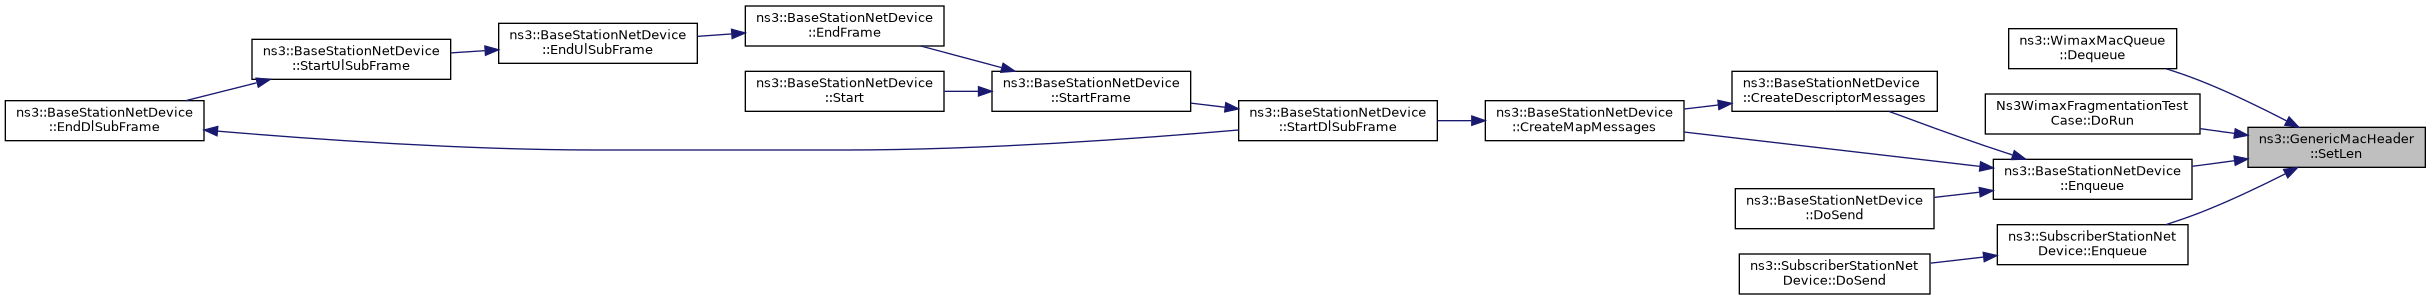 ns3::BaseStationNetDevice
::EndDlSubFrame
ns3::BaseStationNetDevice
::StartUlSubFrame
ns3::BaseStationNetDevice
::EndUlSubFrame
ns3::BaseStationNetDevice
::EndFrame
ns3::BaseStationNetDevice
::Start
ns3::BaseStationNetDevice
::StartFrame
ns3::BaseStationNetDevice
::StartDlSubFrame
ns3::BaseStationNetDevice
::CreateMapMessages
ns3::BaseStationNetDevice
::CreateDescriptorMessages
ns3::BaseStationNetDevice
::DoSend
ns3::SubscriberStationNet
Device::DoSend
ns3::WimaxMacQueue
::Dequeue
Ns3WimaxFragmentationTest
Case::DoRun
ns3::BaseStationNetDevice
::Enqueue
ns3::SubscriberStationNet
Device::Enqueue
ns3::GenericMacHeader
::SetLen